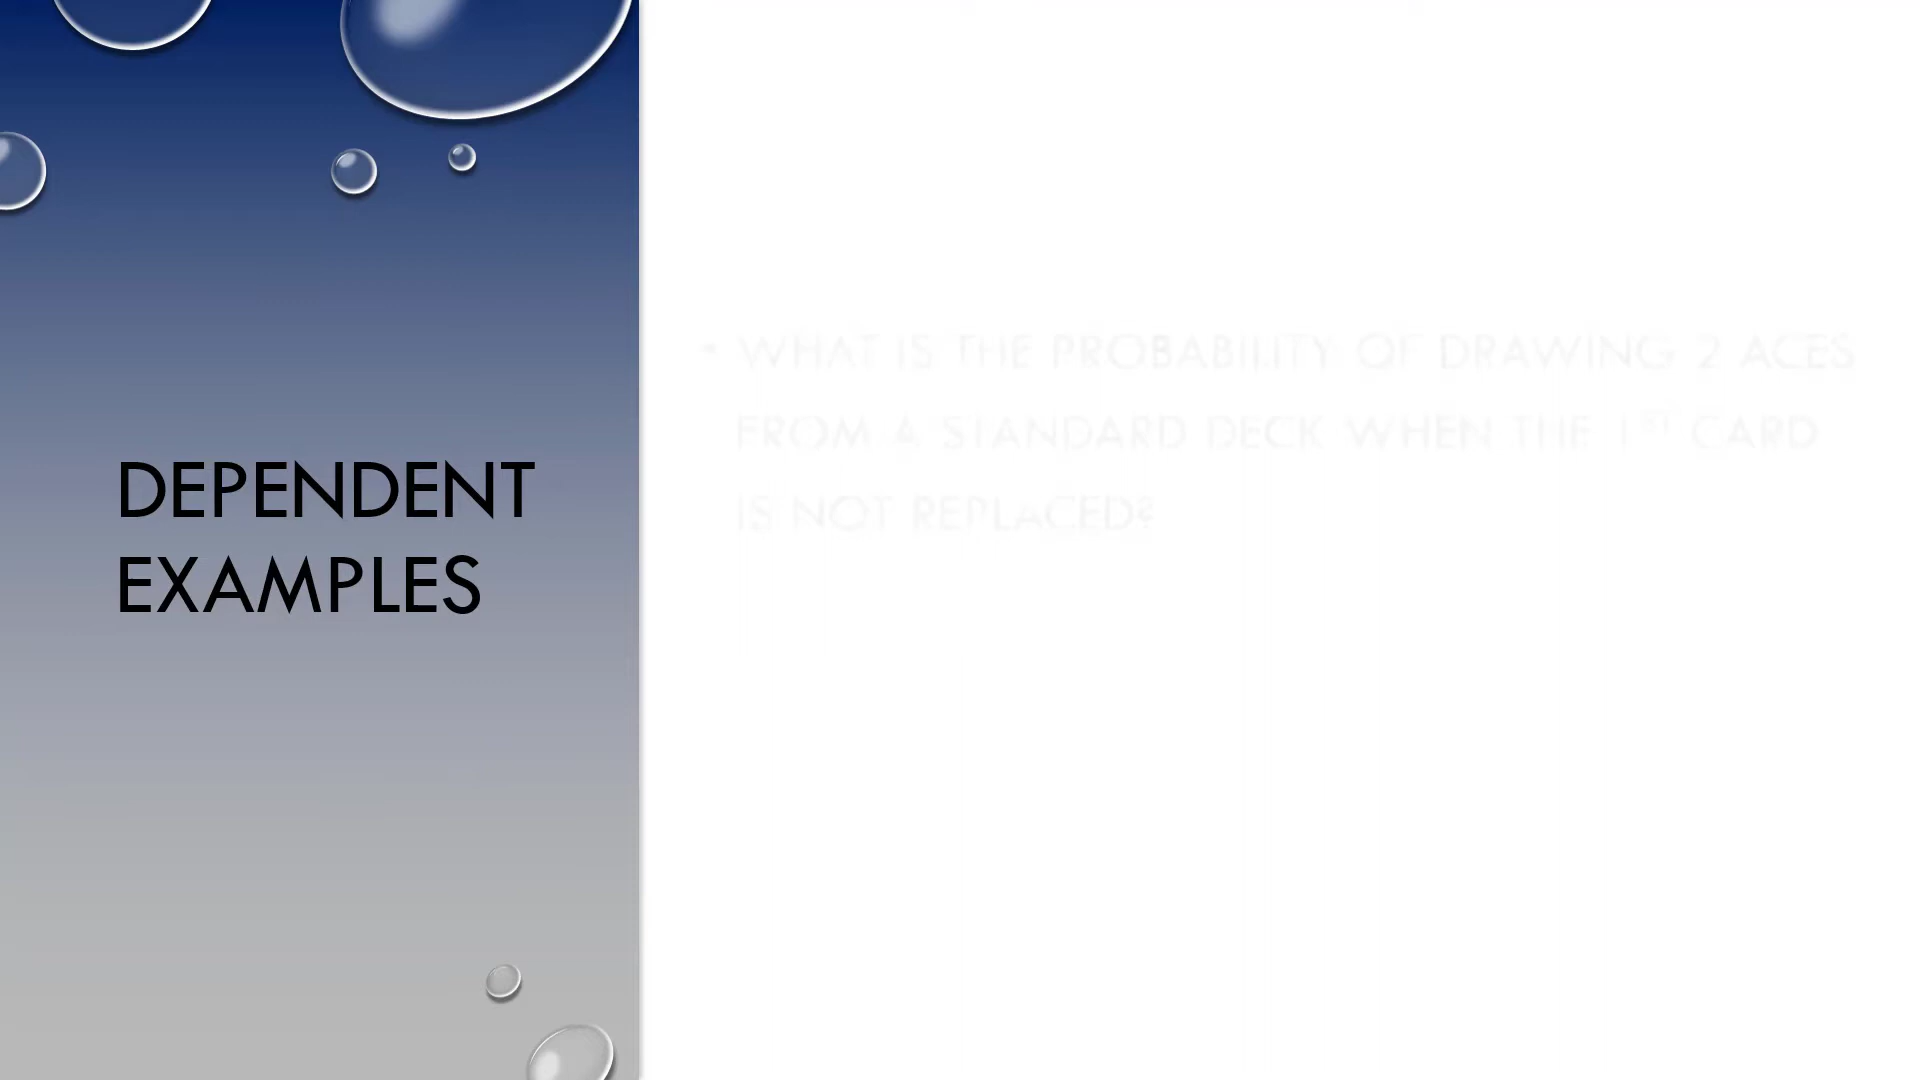 DEPENDENT
EXAMPLES
• WHAT IS THE PROBABILITY OF DRAWING 2 ACES
FROM A STANDARD DECK WHEN THE 1ST CARD
IS NOT REPLACED?